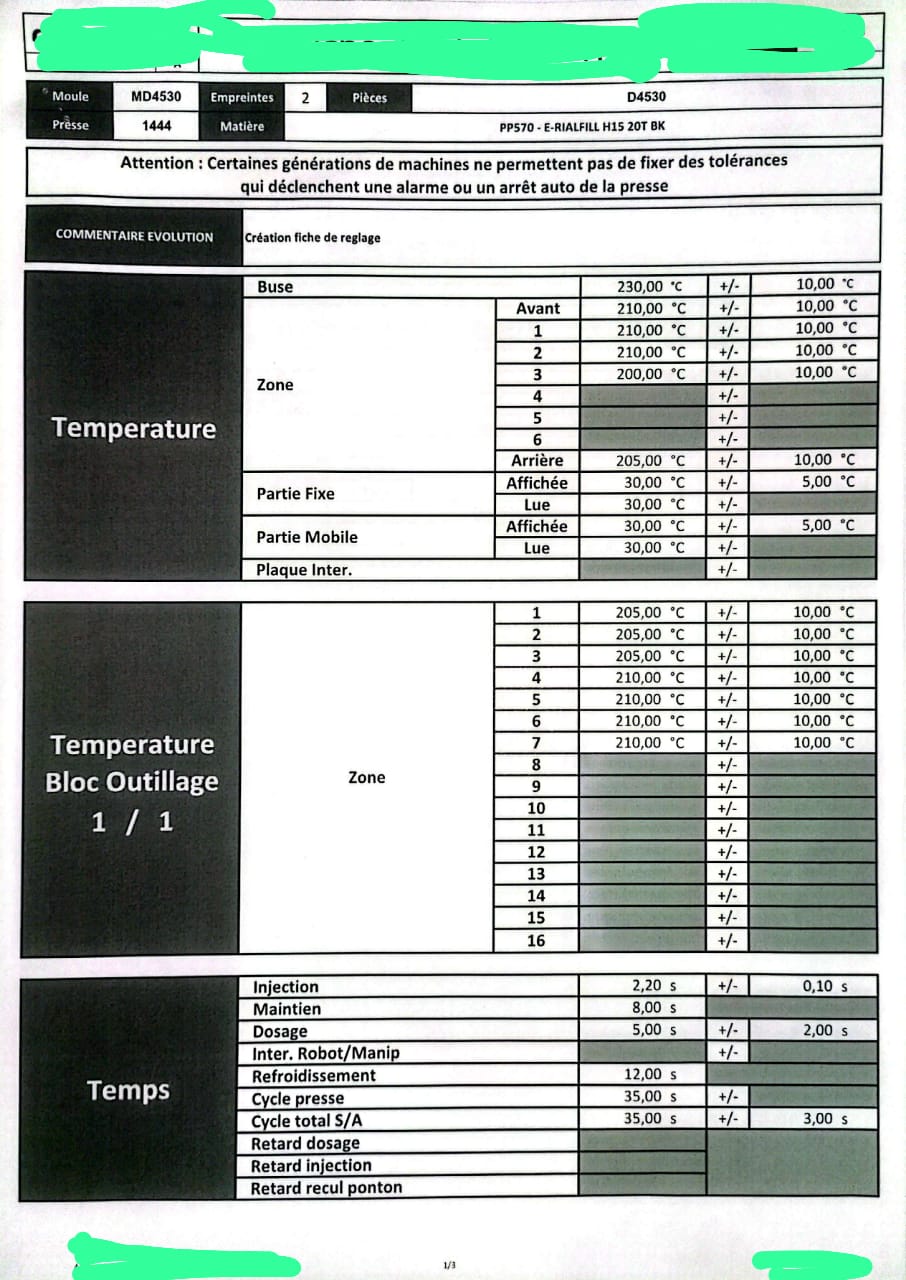 Moule MD4530 Empreintes 2 Pièces D4530
Presse 1444 Matière PP570 - E-RIALFILL H15 20T BK
Attention : Certaines générations de machines ne permettent pas de fixer des tolérances
qui déclenchent une alarme ou un arrêt auto de la presse
COMMENTAIRE EVOLUTION Création fiche de reglage
Temperature
Buse 230,00 °C +/- 10,00 °C
Zone
Avant 210,00 °C +/- 10,00 °C
1 210,00 °C +/- 10,00 °C
2 210,00 °C +/- 10,00 °C
3 200,00 °C +/- 10,00 °C
4 +/-
5 +/-
6 +/-
Arrière 205,00 °C +/- 10,00 °C
Partie Fixe
Affichée 30,00 °C +/- 5,00 °C
Lue 30,00 °C +/-
Partie Mobile
Affichée 30,00 °C +/- 5,00 °C
Lue 30,00 °C +/-
Plaque Inter. +/-
Temperature
Bloc Outillage
1 / 1
Zone
1 205,00 °C +/- 10,00 °C
2 205,00 °C +/- 10,00 °C
3 205,00 °C +/- 10,00 °C
4 210,00 °C +/- 10,00 °C
5 210,00 °C +/- 10,00 °C
6 210,00 °C +/- 10,00 °C
7 210,00 °C +/- 10,00 °C
8 +/-
9 +/-
10 +/-
11 +/-
12 +/-
13 +/-
14 +/-
15 +/-
16 +/-
Temps
Injection 2,20 s +/- 0,10 s
Maintien 8,00 s
Dosage 5,00 s +/- 2,00 s
Inter. Robot/Manip +/-
Refroidissement 12,00 s
Cycle presse 35,00 s +/-
Cycle total S/A 35,00 s +/- 3,00 s
Retard dosage
Retard injection
Retard recul ponton
1/3